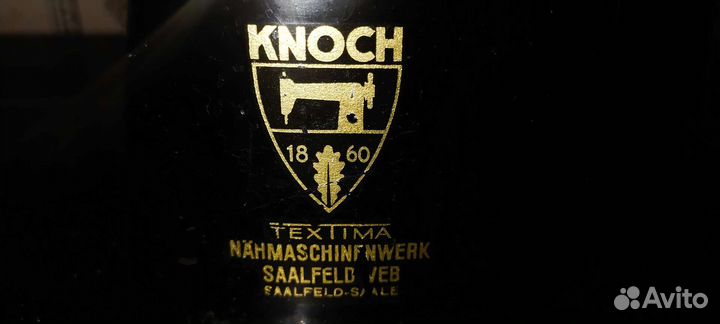 KNOCH
18 60
TEXTIMA
NÄHMASCHINENWERK
SAALFELD VEB
SAALFELD-SAALE
Avito